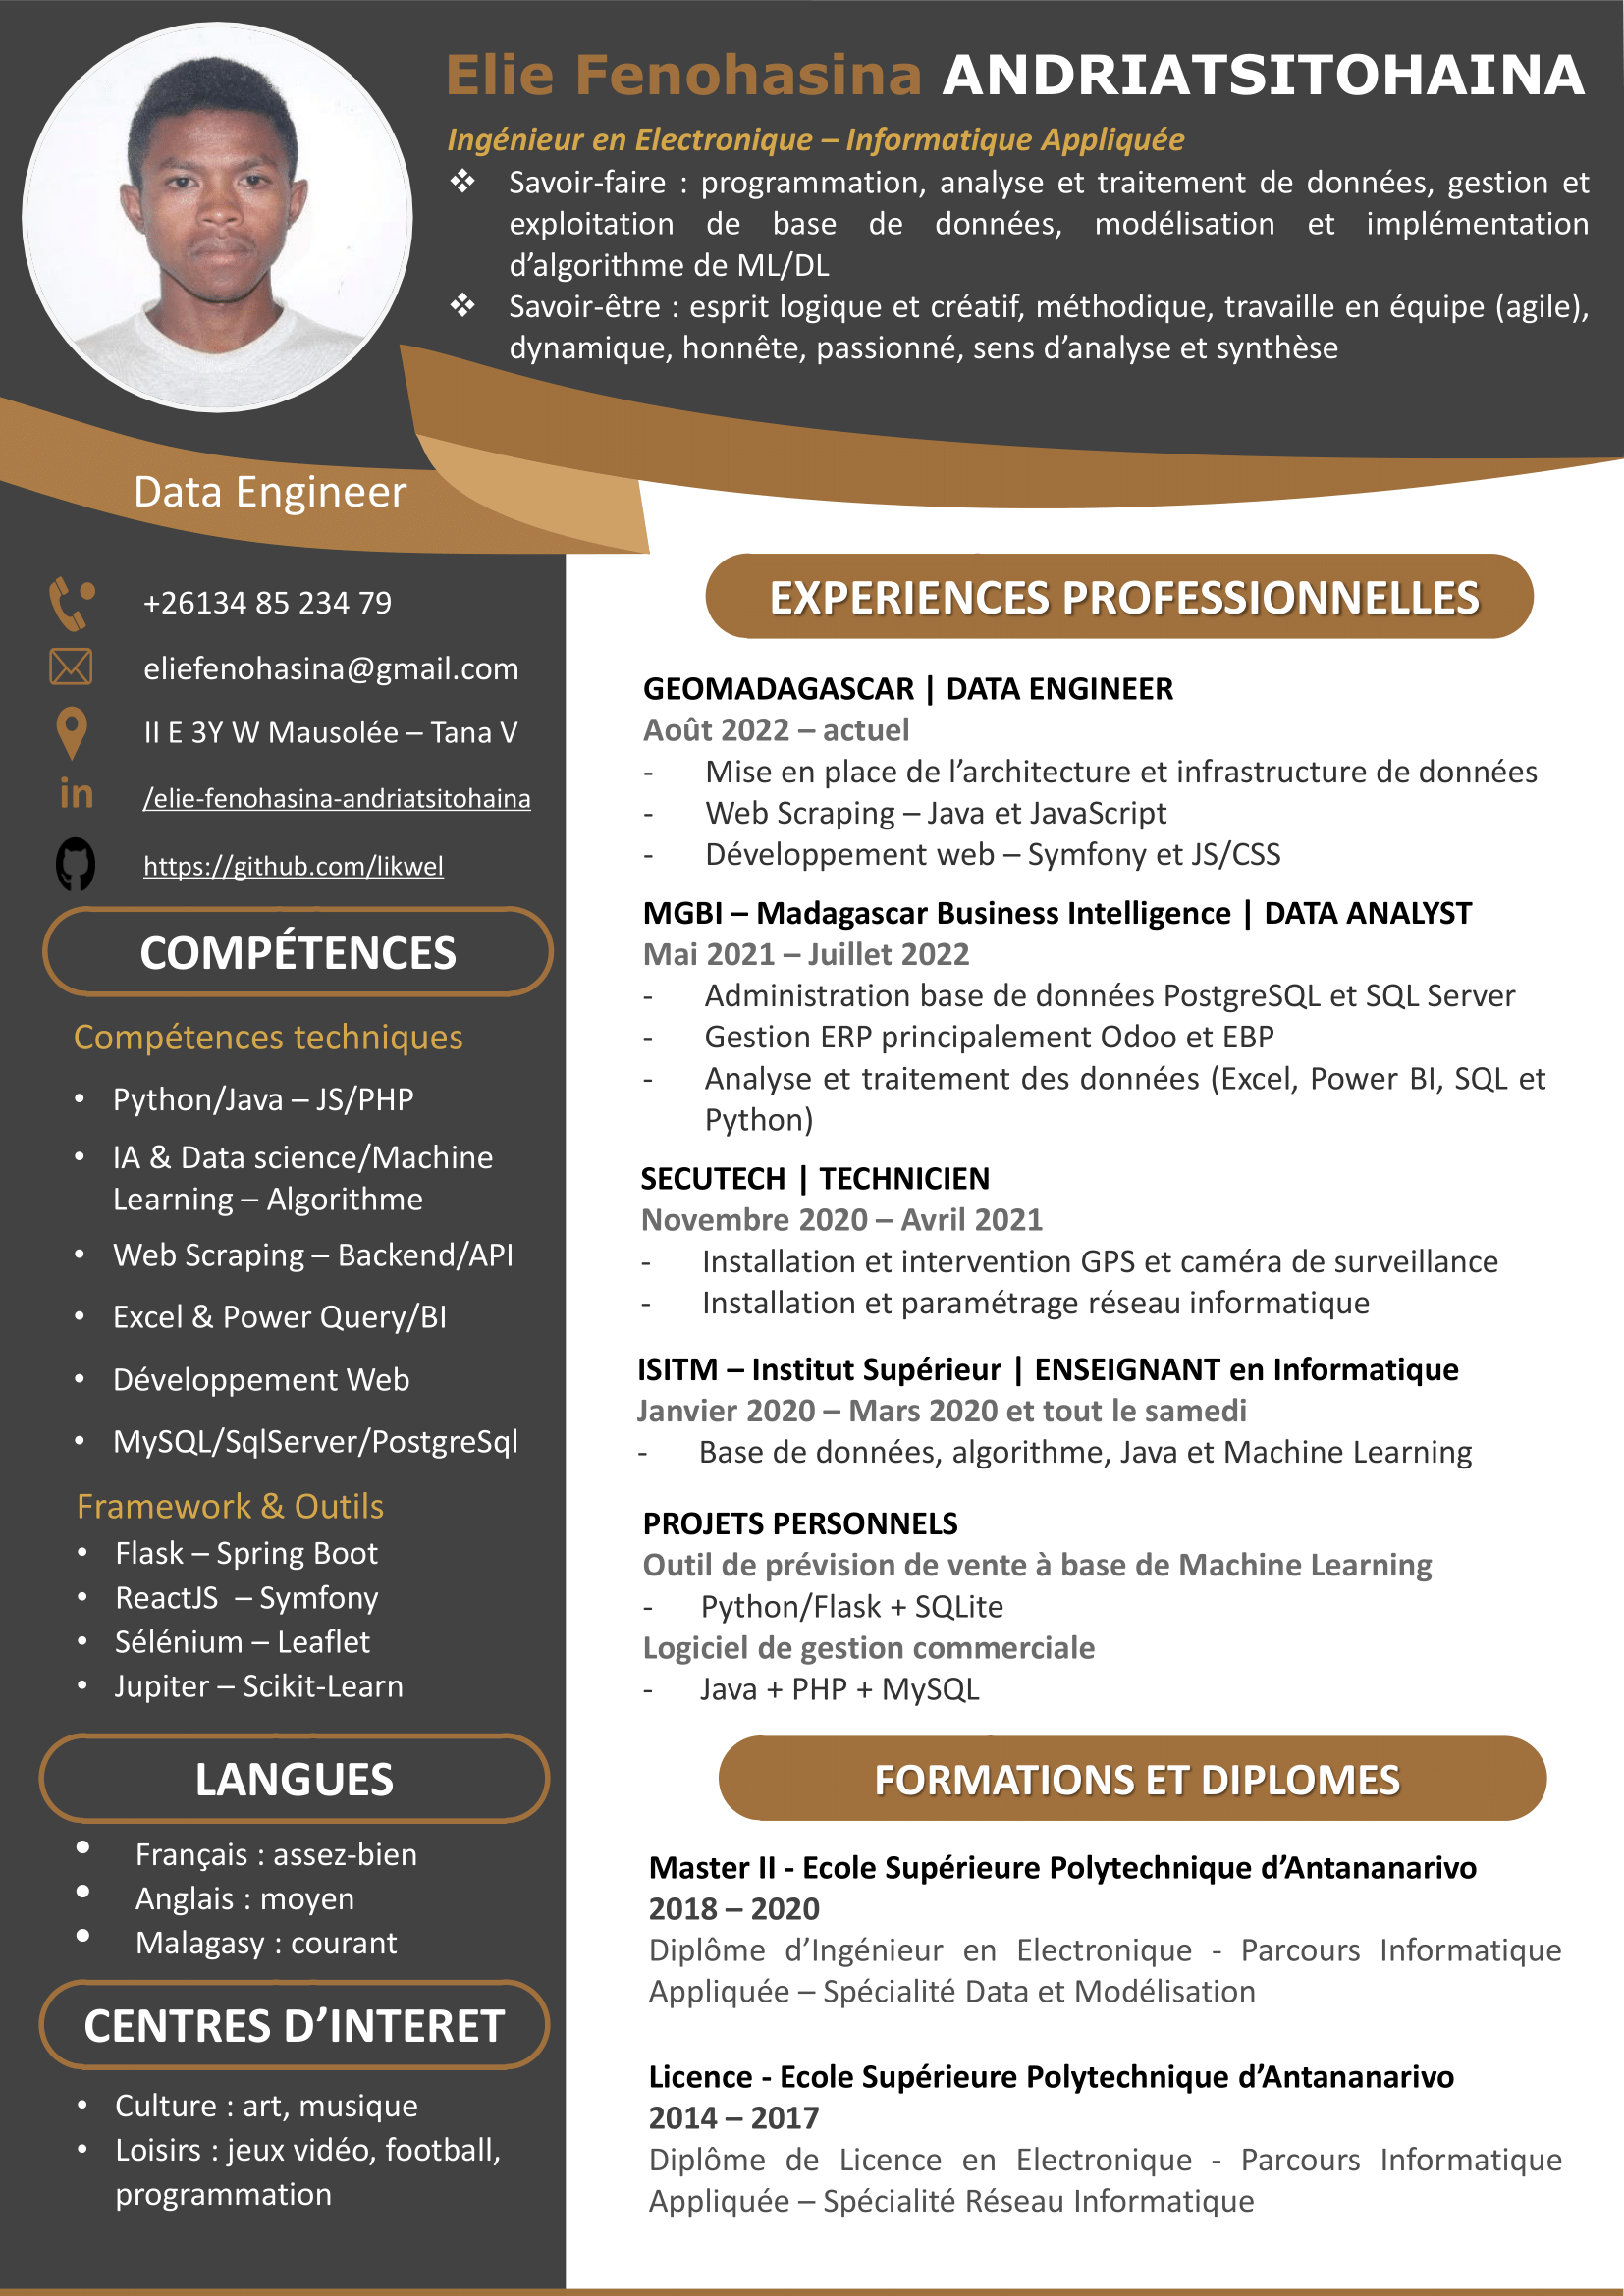 Elie Fenohasina ANDRIATSITOHAINA
Ingénieur en Electronique – Informatique Appliquée
❖ Savoir-faire : programmation, analyse et traitement de données, gestion et
exploitation de base de données, modélisation et implémentation
d’algorithme de ML/DL
❖ Savoir-être : esprit logique et créatif, méthodique, travaille en équipe (agile),
dynamique, honnête, passionné, sens d’analyse et synthèse
Data Engineer
+26134 85 234 79
eliefenohasina@gmail.com
II E 3Y W Mausolée – Tana V
in /elie-fenohasina-andriatsitohaina
https://github.com/likwel
COMPÉTENCES
Compétences techniques
• Python/Java – JS/PHP
• IA & Data science/Machine
Learning – Algorithme
• Web Scraping – Backend/API
• Excel & Power Query/BI
• Développement Web
• MySQL/SqlServer/PostgreSql
Framework & Outils
• Flask – Spring Boot
• ReactJS – Symfony
• Sélénium – Leaflet
• Jupiter – Scikit-Learn
LANGUES
• Français : assez-bien
• Anglais : moyen
• Malagasy : courant
CENTRES D’INTERET
• Culture : art, musique
• Loisirs : jeux vidéo, football,
programmation
EXPERIENCES PROFESSIONNELLES
GEOMADAGASCAR | DATA ENGINEER
Août 2022 – actuel
- Mise en place de l’architecture et infrastructure de données
- Web Scraping – Java et JavaScript
- Développement web – Symfony et JS/CSS
MGBI – Madagascar Business Intelligence | DATA ANALYST
Mai 2021 – Juillet 2022
- Administration base de données PostgreSQL et SQL Server
- Gestion ERP principalement Odoo et EBP
- Analyse et traitement des données (Excel, Power BI, SQL et
Python)
SECUTECH | TECHNICIEN
Novembre 2020 – Avril 2021
- Installation et intervention GPS et caméra de surveillance
- Installation et paramétrage réseau informatique
ISITM – Institut Supérieur | ENSEIGNANT en Informatique
Janvier 2020 – Mars 2020 et tout le samedi
- Base de données, algorithme, Java et Machine Learning
PROJETS PERSONNELS
Outil de prévision de vente à base de Machine Learning
- Python/Flask + SQLite
Logiciel de gestion commerciale
- Java + PHP + MySQL
FORMATIONS ET DIPLOMES
Master II - Ecole Supérieure Polytechnique d’Antananarivo
2018 – 2020
Diplôme d’Ingénieur en Electronique - Parcours Informatique
Appliquée – Spécialité Data et Modélisation
Licence - Ecole Supérieure Polytechnique d’Antananarivo
2014 – 2017
Diplôme de Licence en Electronique - Parcours Informatique
Appliquée – Spécialité Réseau Informatique